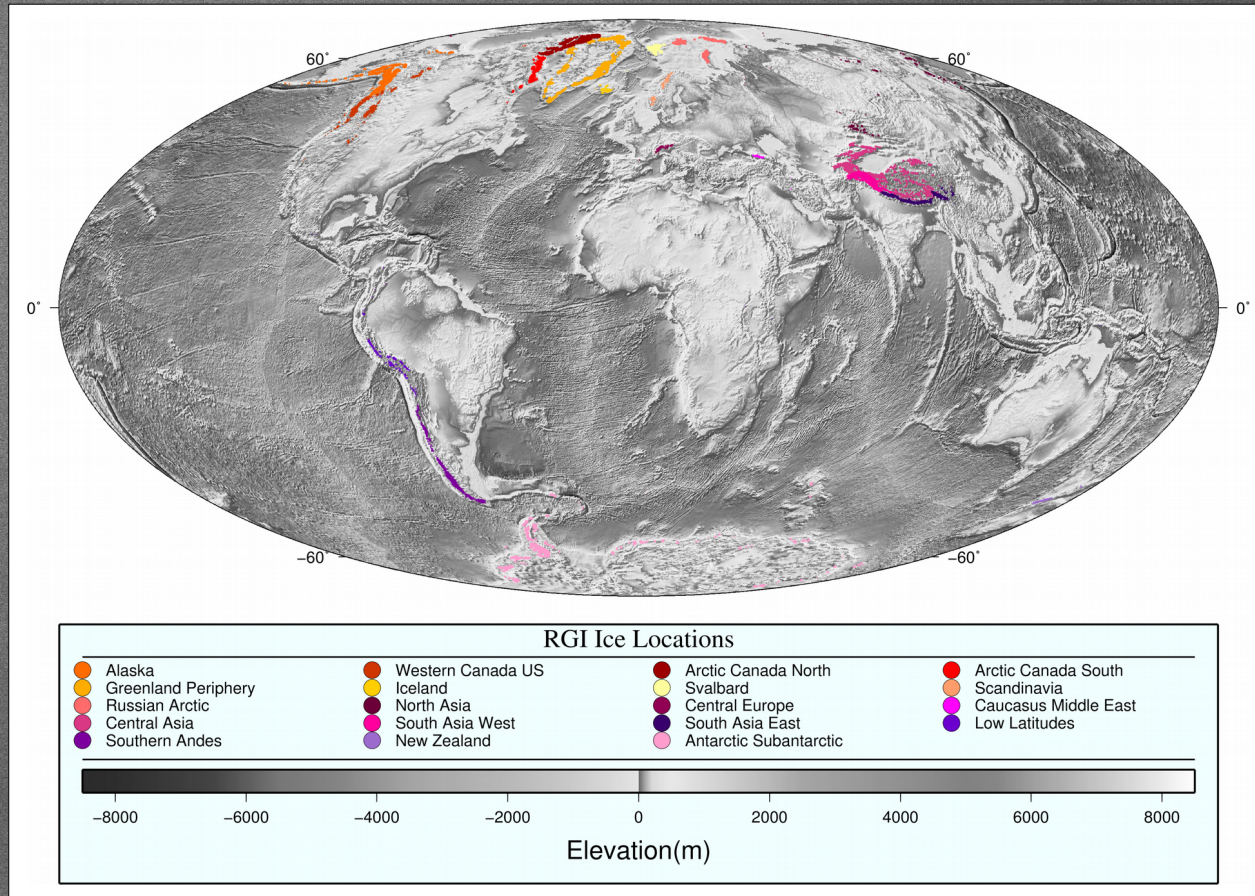 60°
60°
0°
0°
-60°
-60°
RGI Ice Locations
Alaska
Western Canada US
Arctic Canada North
Arctic Canada South
Greenland Periphery
Iceland
Svalbard
Scandinavia
Russian Arctic
North Asia
Central Europe
Caucasus Middle East
Central Asia
South Asia West
South Asia East
Low Latitudes
Southern Andes
New Zealand
Antarctic Subantarctic
−8000 −6000 −4000 −2000 0 2000 4000 6000 8000
Elevation(m)